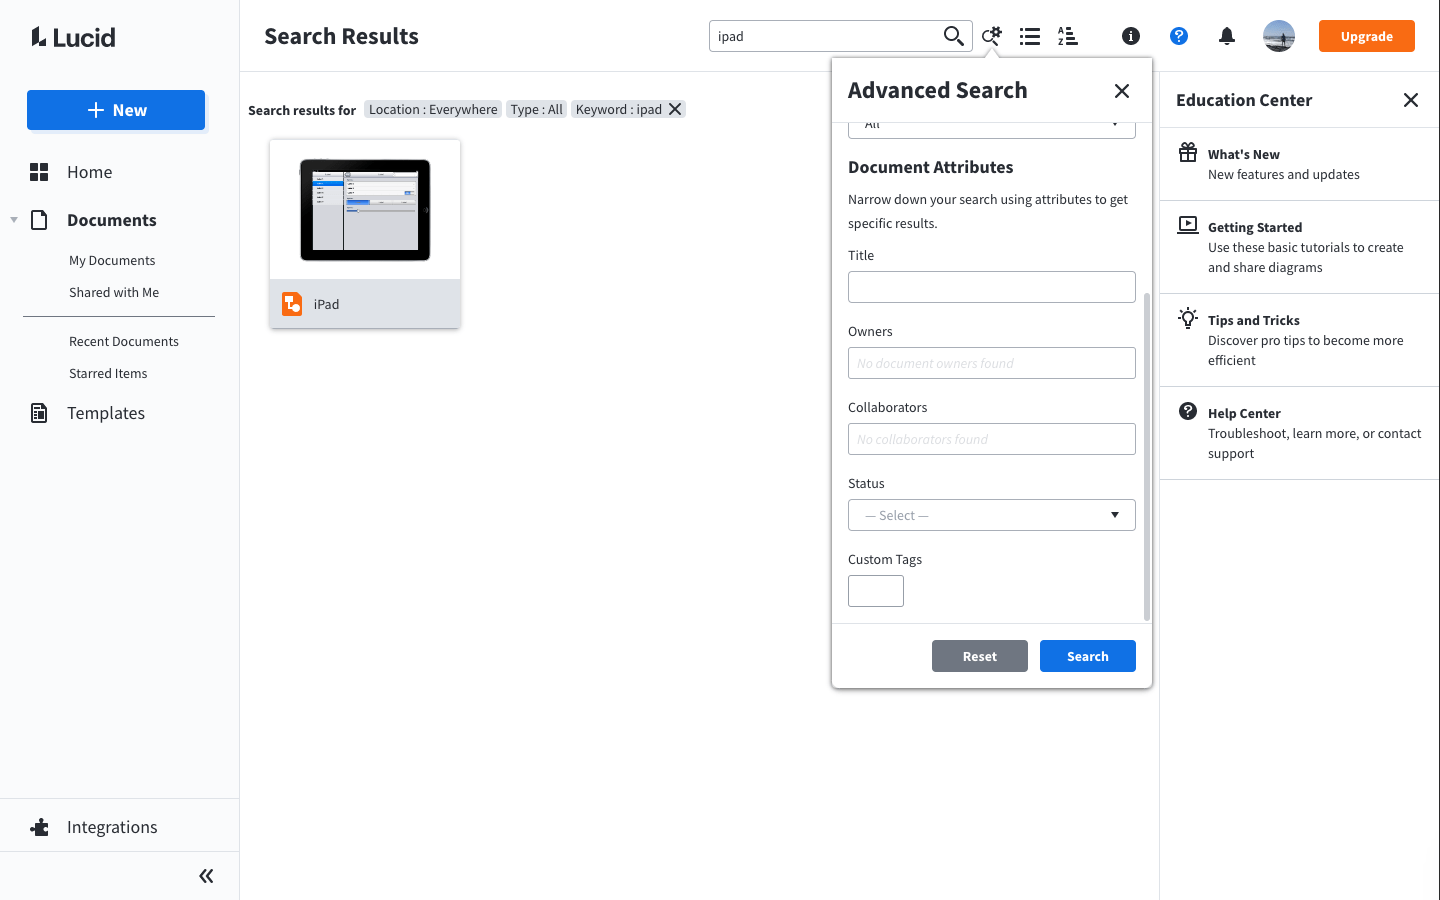 Lucid
Search Results
ipad
A
Z
Upgrade
New
Home
Documents
My Documents
Shared with Me
Recent Documents
Starred Items
Templates
Integrations
Search results for Location : Everywhere Type : All Keyword : ipad
iPad
Advanced Search
All
Document Attributes
Narrow down your search using attributes to get
specific results.
Title
Owners
No document owners found
Collaborators
No collaborators found
Status
— Select —
Custom Tags
Reset Search
Education Center
What's New
New features and updates
Getting Started
Use these basic tutorials to create
and share diagrams
Tips and Tricks
Discover pro tips to become more
efficient
Help Center
Troubleshoot, learn more, or contact
support